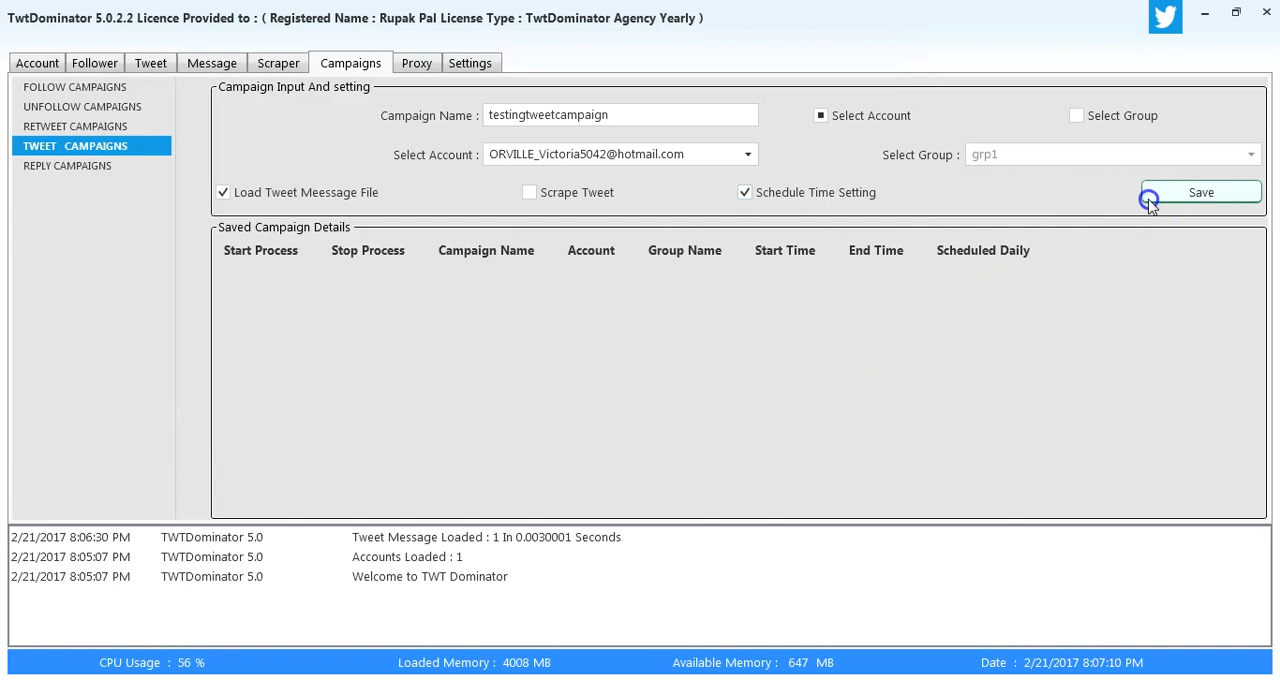 TwtDominator 5.0.2.2 Licence Provided to : ( Registered Name : Rupak Pal License Type : TwtDominator Agency Yearly )
Account Follower Tweet Message Scraper Campaigns Proxy Settings
FOLLOW CAMPAIGNS
UNFOLLOW CAMPAIGNS
RETWEET CAMPAIGNS
TWEET CAMPAIGNS
REPLY CAMPAIGNS
Campaign Input And setting
Campaign Name : testingtweetcampaign Select Account Select Group
Select Account : ORVILLE_Victoria5042@hotmail.com Select Group : grp1
Load Tweet Meessage File Scrape Tweet Schedule Time Setting Save
Saved Campaign Details
Start Process Stop Process Campaign Name Account Group Name Start Time End Time Scheduled Daily
2/21/2017 8:06:30 PM TWTDominator 5.0 Tweet Message Loaded : 1 In 0.0030001 Seconds
2/21/2017 8:05:07 PM TWTDominator 5.0 Accounts Loaded : 1
2/21/2017 8:05:07 PM TWTDominator 5.0 Welcome to TWT Dominator
CPU Usage : 56 % Loaded Memory : 4008 MB Available Memory : 647 MB Date : 2/21/2017 8:07:10 PM